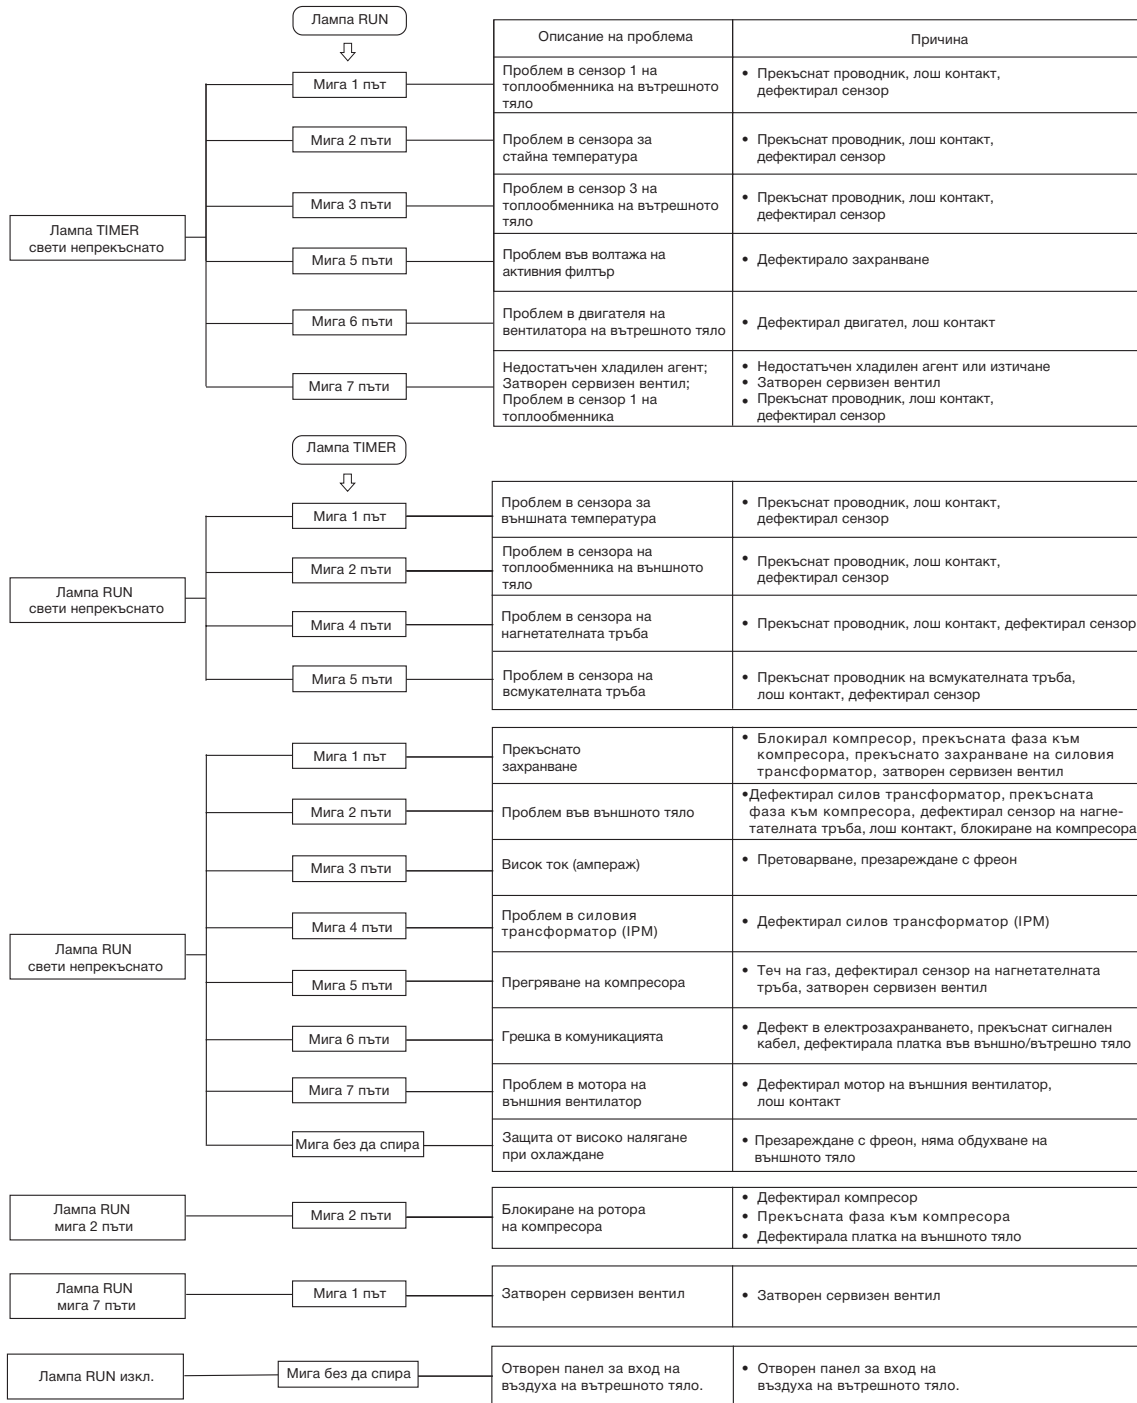 Лампа RUN
Описание на проблема
Причина
Мига 1 път
Проблем в сензор 1 на
топлообменника на вътрешното
тяло
• Прекъснат проводник, лош контакт,
дефектирал сензор
Мига 2 пъти
Проблем в сензора за
стайна температура
• Прекъснат проводник, лош контакт,
дефектирал сензор
Мига 3 пъти
Проблем в сензор 3 на
топлообменника на вътрешното
тяло
• Прекъснат проводник, лош контакт,
дефектирал сензор
Лампа TIMER
свети непрекъснато
Мига 5 пъти
Проблем във волтажа на
активния филтър
• Дефектирало захранване
Мига 6 пъти
Проблем в двигателя на
вентилатора на вътрешното тяло
• Дефектирал двигател, лош контакт
Мига 7 пъти
Недостатъчен хладилен агент;
Затворен сервизен вентил;
Проблем в сензор 1 на
топлообменника
• Недостатъчен хладилен агент или изтичане
• Затворен сервизен вентил
• Прекъснат проводник, лош контакт,
дефектирал сензор
Лампа TIMER
Мига 1 път
Проблем в сензора за
външната температура
• Прекъснат проводник, лош контакт,
дефектирал сензор
Мига 2 пъти
Проблем в сензора на
топлообменника на външното
тяло
• Прекъснат проводник, лош контакт,
дефектирал сензор
Лампа RUN
свети непрекъснато
Мига 4 пъти
Проблем в сензора на
нагнетателната тръба
• Прекъснат проводник, лош контакт, дефектирал сензор
Мига 5 пъти
Проблем в сензора на
всмукателната тръба
• Прекъснат проводник на всмукателната тръба,
лош контакт, дефектирал сензор
Мига 1 път
Прекъснато
захранване
• Блокирал компресор, прекъсната фаза към
компресора, прекъснато захранване на силовия
трансформатор, затворен сервизен вентил
Мига 2 пъти
Проблем във външното тяло
•Дефектирал силов трансформатор, прекъсната
фаза към компресора, дефектирал сензор на нагне-
тателната тръба, лош контакт, блокиране на компресора
Мига 3 пъти
Висок ток (ампераж)
• Претоварване, презареждане с фреон
Мига 4 пъти
Проблем в силовия
трансформатор (IPM)
• Дефектирал силов трансформатор (IPM)
Лампа RUN
свети непрекъснато
Мига 5 пъти
Прегряване на компресора
• Теч на газ, дефектирал сензор на нагнетателната
тръба, затворен сервизен вентил
Мига 6 пъти
Грешка в комуникацията
• Дефект в електрозахранването, прекъснат сигнален
кабел, дефектирала платка във външно/вътрешно тяло
Мига 7 пъти
Проблем в мотора на
външния вентилатор
• Дефектирал мотор на външния вентилатор,
лош контакт
Мига без да спира
Защита от високо налягане
при охлаждане
• Презареждане с фреон, няма обдухване на
външното тяло
Лампа RUN
мига 2 пъти
Мига 2 пъти
Блокиране на ротора
на компресора
• Дефектирал компресор
• Прекъсната фаза към компресора
• Дефектирала платка на външното тяло
Лампа RUN
мига 7 пъти
Мига 1 път
Затворен сервизен вентил
• Затворен сервизен вентил
Лампа RUN изкл.
Мига без да спира
Отворен панел за вход на
въздуха на вътрешното тяло.
• Отворен панел за вход на
въздуха на вътрешното тяло.